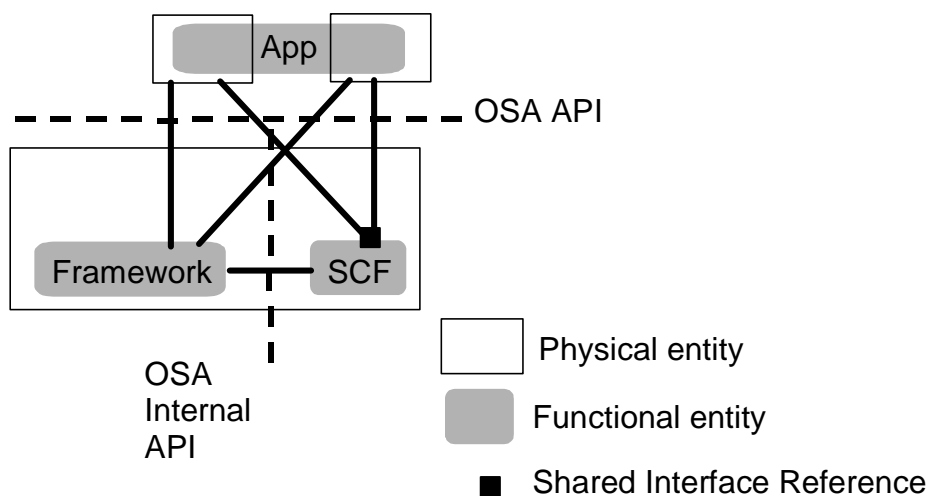 App
OSA API
Framework
SCF
OSA
Internal
API
Physical entity
Functional entity
Shared Interface Reference